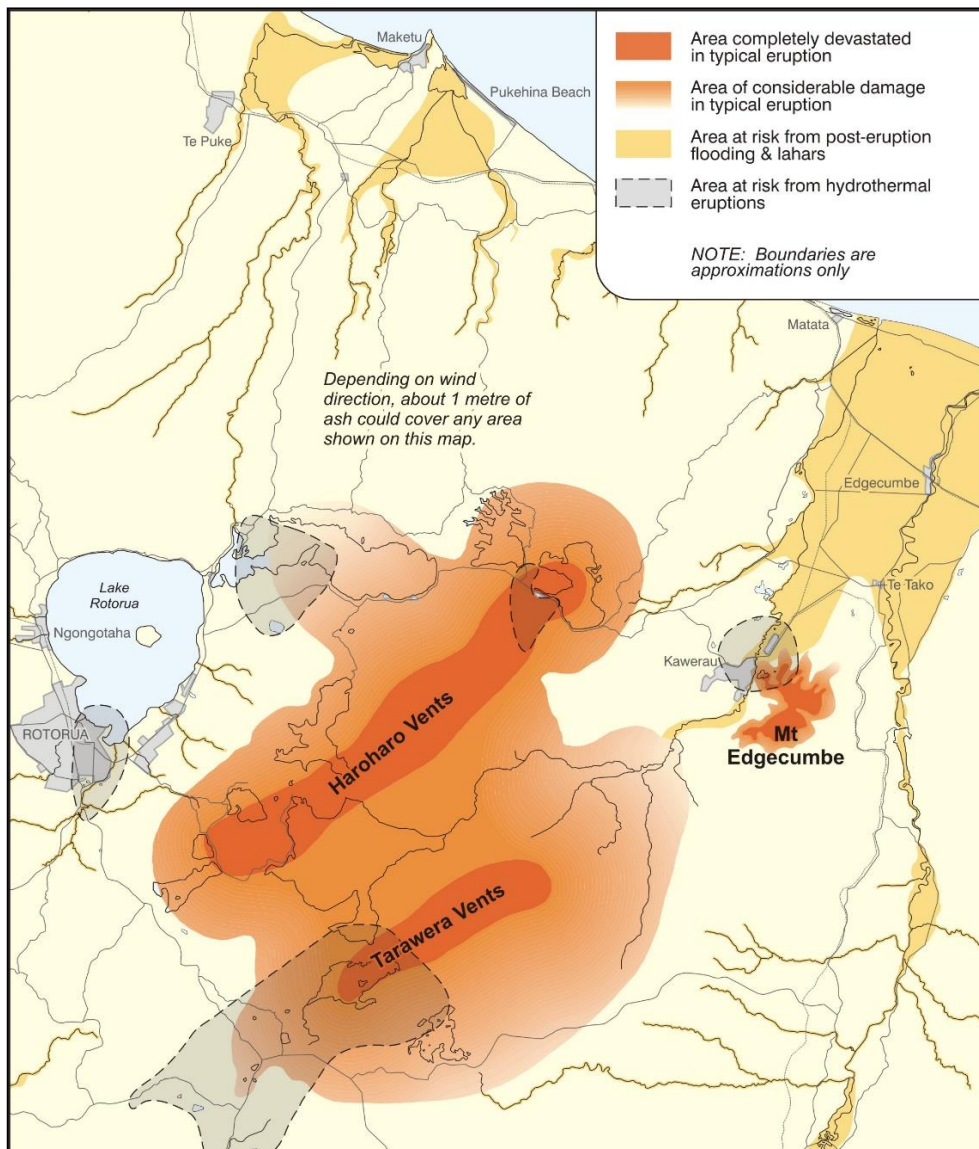 Maketu
Pukehina Beach
Te Puke
Area completely devastated
in typical eruption
Area of considerable damage
in typical eruption
Area at risk from post-eruption
flooding & lahars
Area at risk from hydrothermal
eruptions
NOTE: Boundaries are
approximations only
Matata
Depending on wind
direction, about 1 metre of
ash could cover any area
shown on this map.
Edgecumbe
Lake
Rotorua
Te Tako
Ngongotaha
Kawerau
ROTORUA
Haroharo Vents
Mt
Edgecumbe
Tarawera Vents